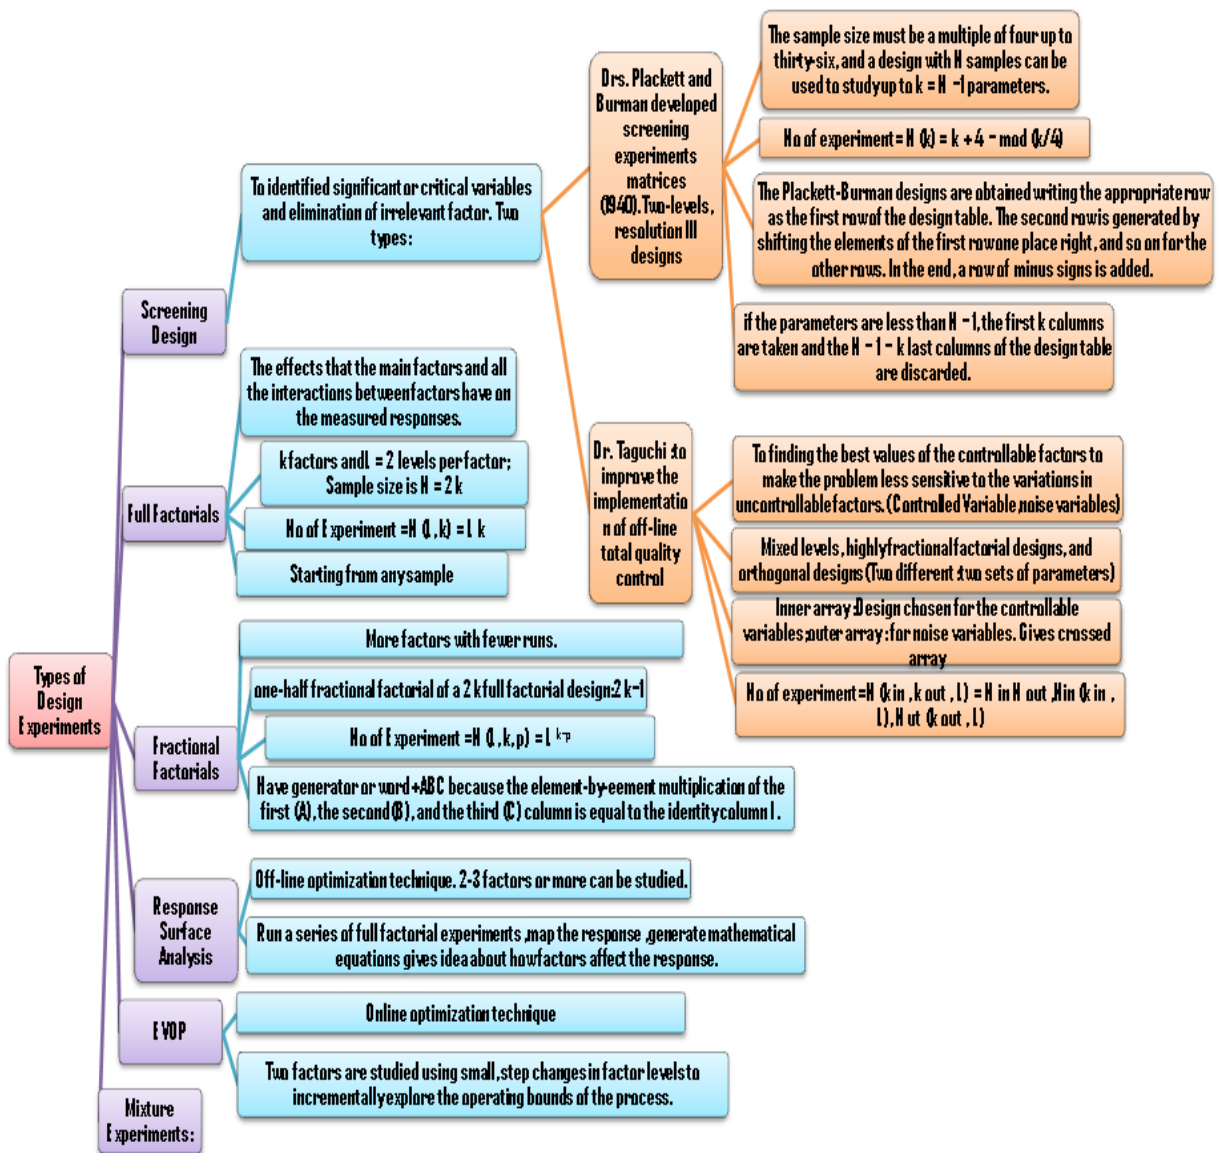 Types of
Design
Experiments
Screening
Design
To identified significant or critical variables
and elimination of irrelevant factor. Two
types:
Drs. Plackett and
Burman developed
screening
experiments
matrices
(1940).Two-levels,
resolution III
designs
The sample size must be a multiple of four up to
thirty-six, and a design with N samples can be
used to study up to k = N −1 parameters.
No of experiment= N (k) = k + 4 − mod (k/4)
The Plackett-Burman designs are obtained writing the appropriate row
as the first row of the design table. The second row is generated by
shifting the elements of the first row one place right, and so on for the
other rows. In the end, a row of minus signs is added.
if the parameters are less than N −1, the first k columns
are taken and the N −1 − k last columns of the design table
are discarded.
Dr. Taguchi :to
improve the
implementatio
n of off-line
total quality
control
To finding the best values of the controllable factors to
make the problem less sensitive to the variations in
uncontrollable factors. (Controlled Variable,noise variables)
Mixed levels, highly fractional factorial designs, and
orthogonal designs (Two different :two sets of parameters)
Inner array :Design chosen for the controllable
variables;outer array :for noise variables. Gives crossed
array
No of experiment=N (k in , k out , L) = N in N out ,Nin (k in ,
L), N ut (k out , L)
Full Factorials
The effects that the main factors and all
the interactions between factors have on
the measured responses.
k factors and L = 2 levels per factor;
Sample size is N = 2 k
No of Experiment =N (L, k) = L k
Starting from any sample
Fractional
Factorials
More factors with fewer runs.
one-half fractional factorial of a 2 k full factorial design:2 k−1
No of Experiment =N (L, k, p) = L k−p
Have generator or word +ABC because the element-by-eement multiplication of the
first (A), the second (B), and the third (C) column is equal to the identity column I .
Response
Surface
Analysis
Off-line optimization technique. 2-3 factors or more can be studied.
Run a series of full factorial experiments ,map the response ,generate mathematical
equations gives idea about how factors affect the response.
EVOP
Online optimization technique
Two factors are studied using small, step changes in factor levels to
incrementally explore the operating bounds of the process.
Mixture
Experiments: